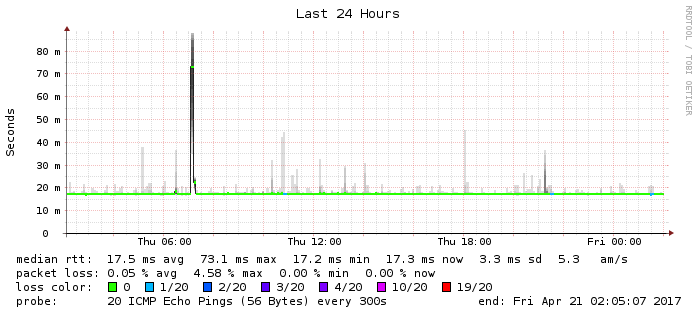 Last 24 Hours
RRDTOOL / TOBI OETIKER
Seconds
80 m
70 m
60 m
50 m
40 m
30 m
20 m
10 m
0
Thu 06:00 Thu 12:00 Thu 18:00 Fri 00:00
median rtt: 17.5 ms avg 73.1 ms max 17.2 ms min 17.3 ms now 3.3 ms sd 5.3 am/s
packet loss: 0.05 % avg 4.58 % max 0.00 % min 0.00 % now
loss color: 0 1/20 2/20 3/20 4/20 10/20 19/20
probe: 20 ICMP Echo Pings (56 Bytes) every 300s end: Fri Apr 21 02:05:07 2017